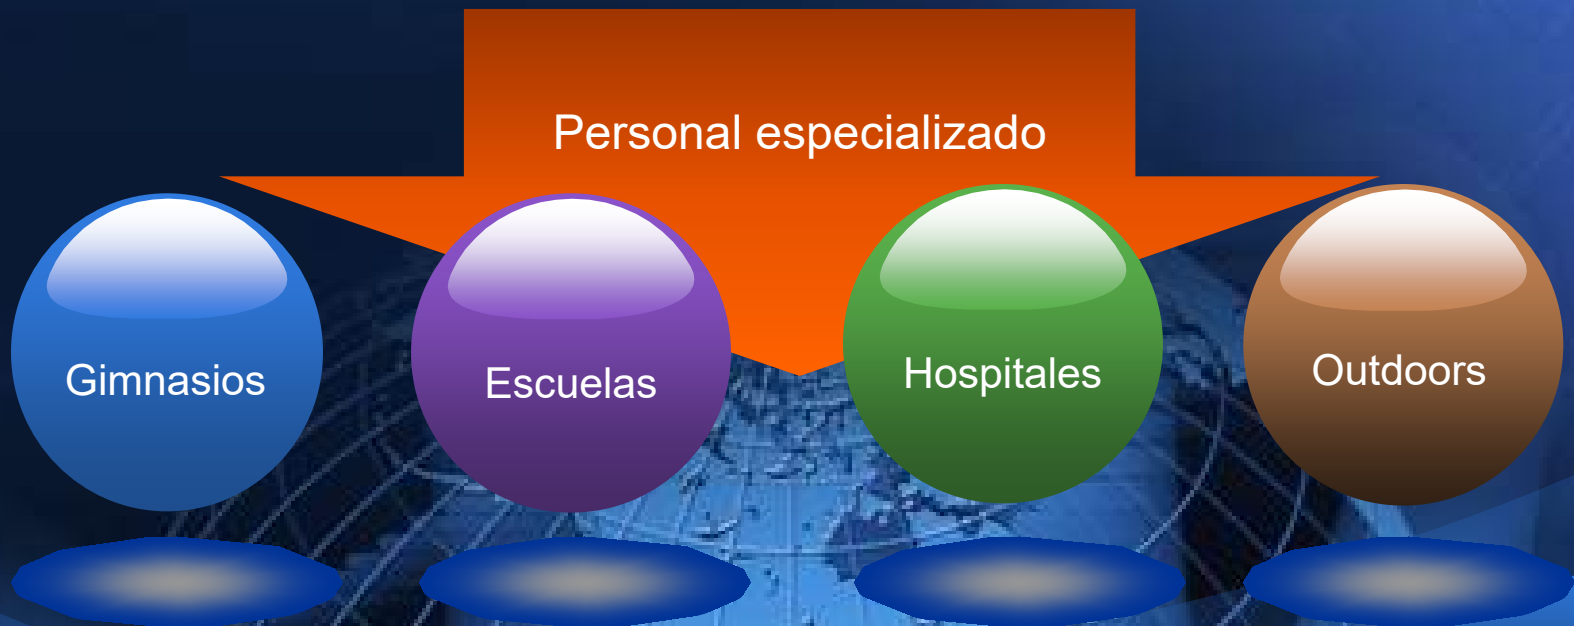 Personal especializado
Gimnasios
Escuelas
Hospitales
Outdoors